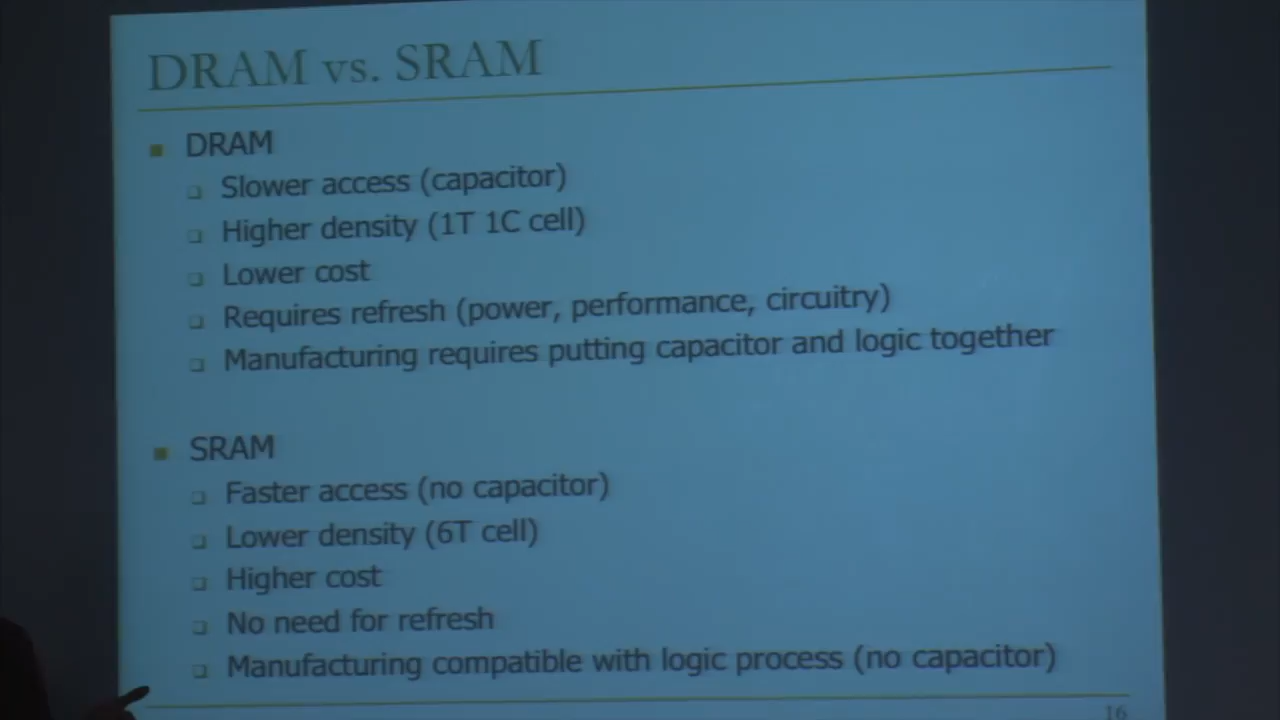 DRAM vs. SRAM
DRAM
Slower access (capacitor)
Higher density (1T 1C cell)
Lower cost
Requires refresh (power, performance, circuitry)
Manufacturing requires putting capacitor and logic together
SRAM
Faster access (no capacitor)
Lower density (6T cell)
Higher cost
No need for refresh
Manufacturing compatible with logic process (no capacitor)
16